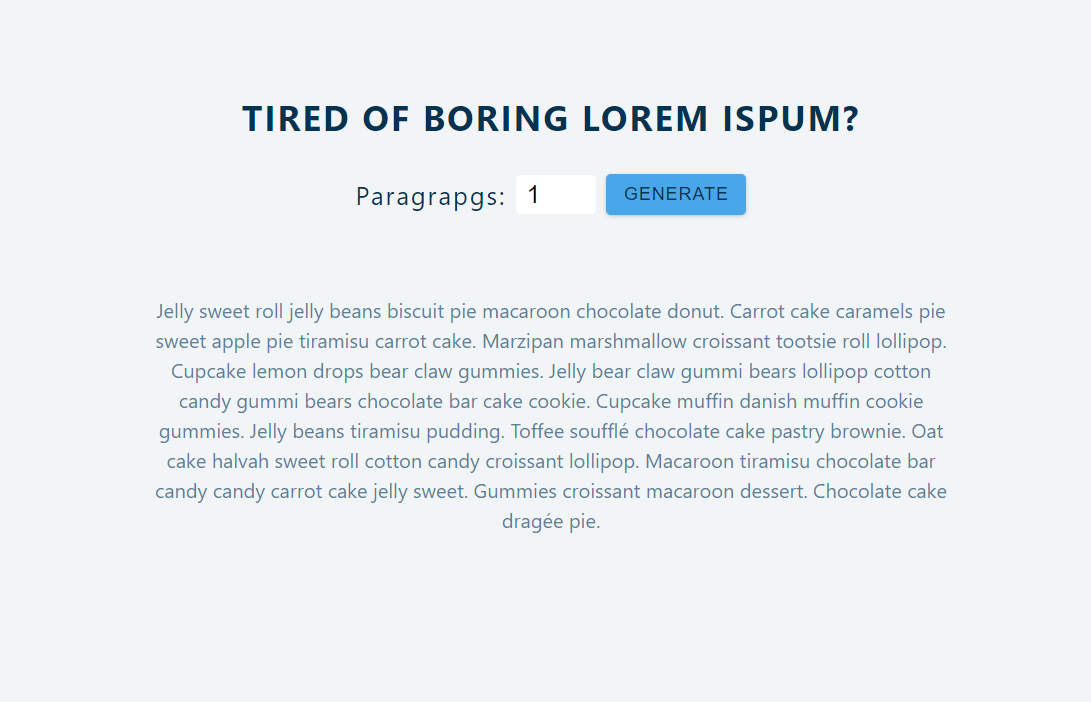 TIRED OF BORING LOREM ISPUM?
Paragrapgs: 1 GENERATE
Jelly sweet roll jelly beans biscuit pie macaroon chocolate donut. Carrot cake caramels pie
sweet apple pie tiramisu carrot cake. Marzipan marshmallow croissant tootsie roll lollipop.
Cupcake lemon drops bear claw gummies. Jelly bear claw gummi bears lollipop cotton
candy gummi bears chocolate bar cake cookie. Cupcake muffin danish muffin cookie
gummies. Jelly beans tiramisu pudding. Toffee soufflé chocolate cake pastry brownie. Oat
cake halvah sweet roll cotton candy croissant lollipop. Macaroon tiramisu chocolate bar
candy candy carrot cake jelly sweet. Gummies croissant macaroon dessert. Chocolate cake
dragée pie.